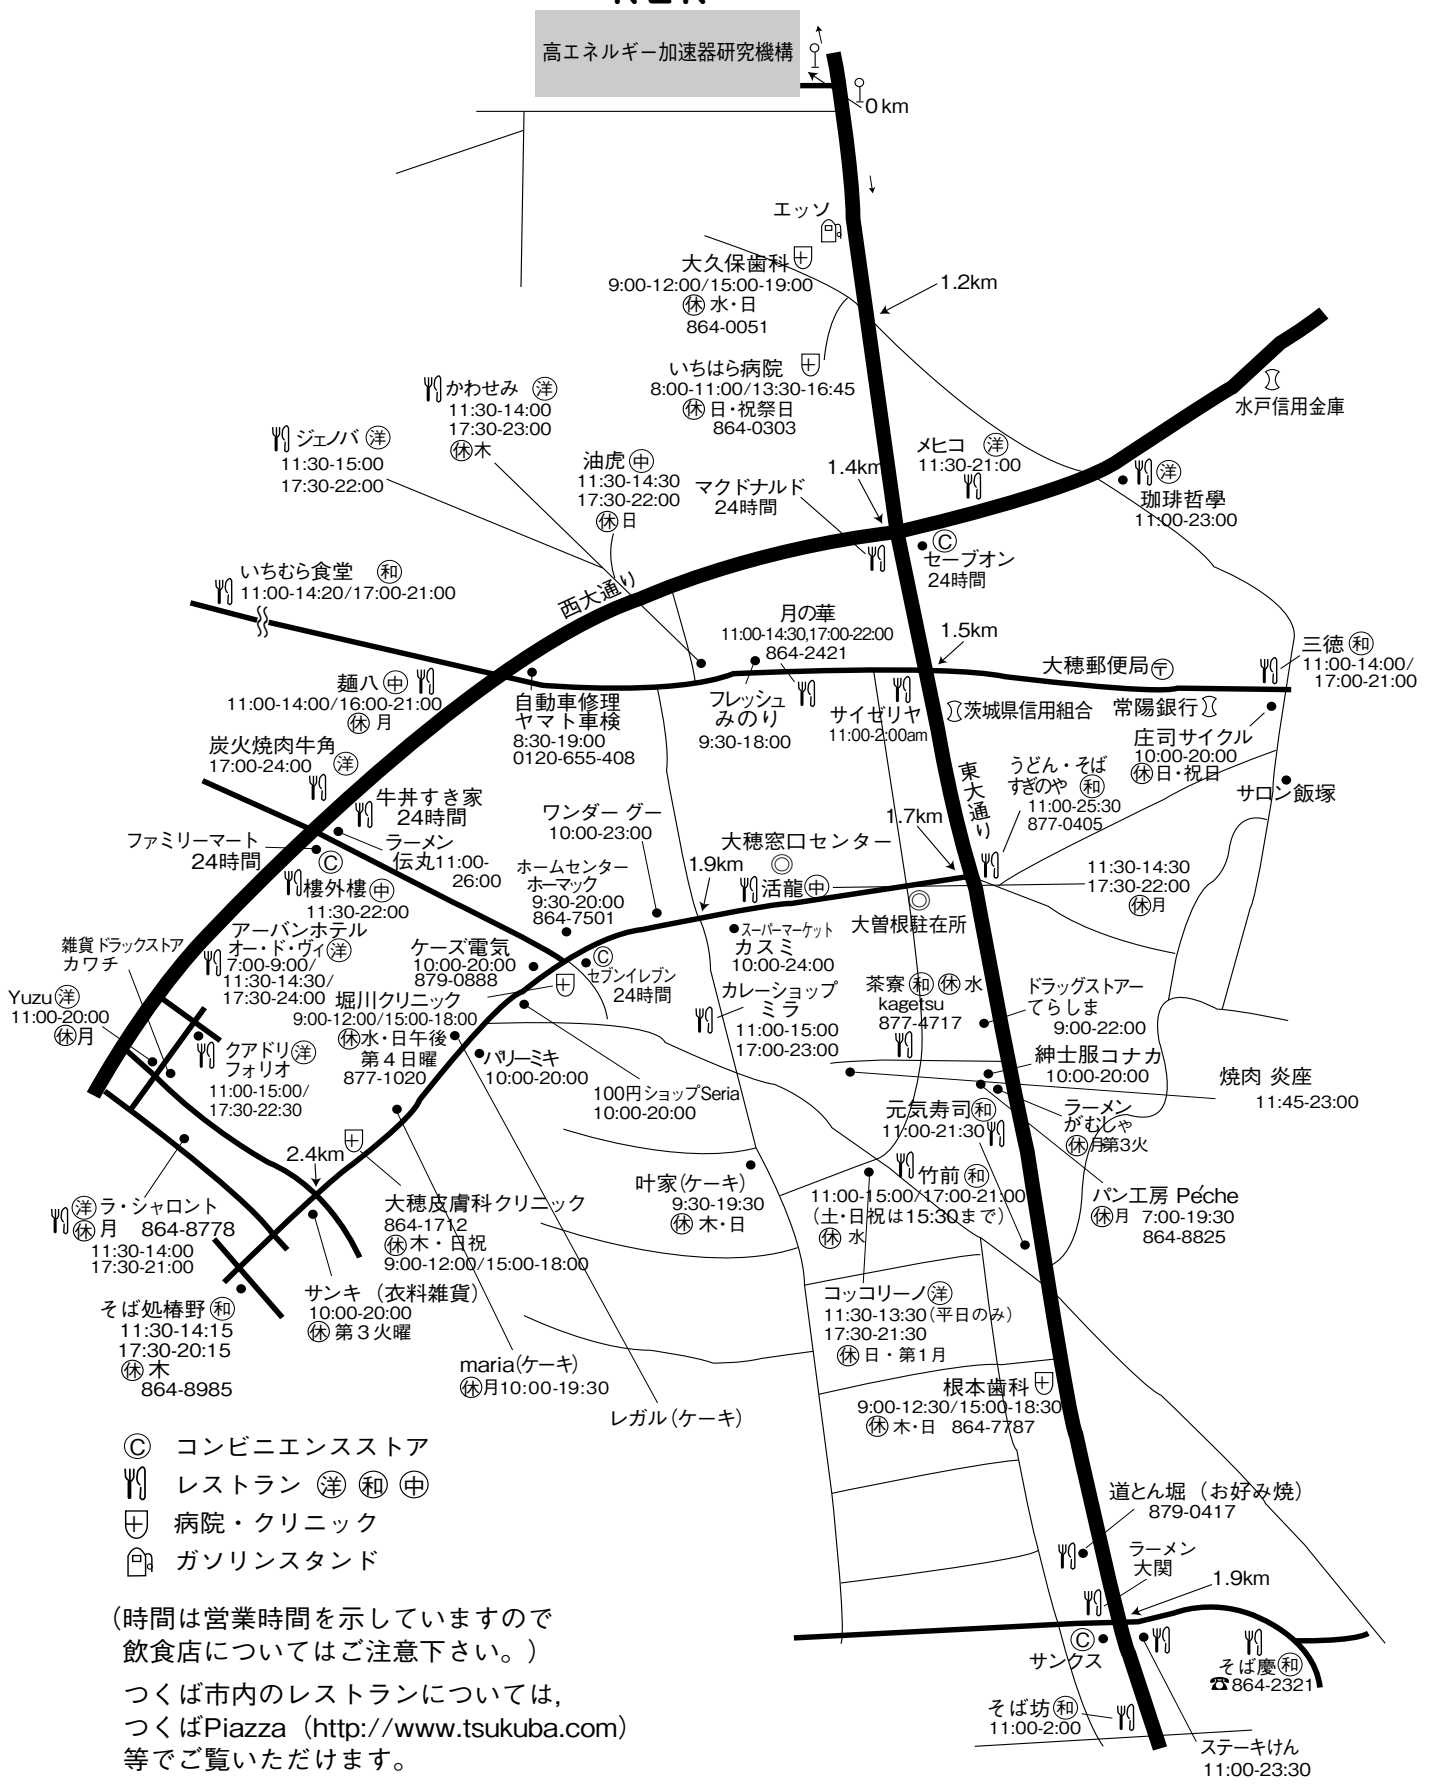 高エネルギー加速器研究機構
0 km
エッソ
大久保歯科
9:00-12:00/15:00-19:00
休 水・日
864-0051
1.2km
いちはら病院
8:00-11:00/13:30-16:45
休 日・祝祭日
864-0303
水戸信用金庫
かわせみ 洋
11:30-14:00
17:30-23:00
休 木
ジェノバ 洋
11:30-15:00
17:30-22:00
油虎 中
11:30-14:30
17:30-22:00
休 日
マクドナルド
24時間
1.4km
メヒコ 洋
11:30-21:00
洋
珈琲哲學
11:00-23:00
C
セーブオン
24時間
いちむら食堂 和
11:00-14:20/17:00-21:00
西大通り
月の華
11:00-14:30,17:00-22:00
864-2421
1.5km
大穂郵便局 〒
三徳 和
11:00-14:00/
17:00-21:00
麺八 中
11:00-14:00/16:00-21:00
休 月
自動車修理
ヤマト車検
8:30-19:00
0120-655-408
フレッシュ
みのり
9:30-18:00
サイゼリヤ
11:00-2:00am
茨城県信用組合
常陽銀行
庄司サイクル
10:00-20:00
休 日・祝日
サロン飯塚
炭火焼肉牛角
17:00-24:00 洋
牛丼すき家
24時間
ファミリーマート
24時間
C
ラーメン
伝丸11:00-
26:00
樓外樓 中
11:30-22:00
ワンダー グー
10:00-23:00
ホームセンター
ホーマック
9:30-20:00
864-7501
1.9km
大穂窓口センター
◎
活龍 中
1.7km
東大通り
うどん・そば
すぎのや 和
11:00-25:30
877-0405
11:30-14:30
17:30-22:00
休 月
◎
大曽根駐在所
アーバンホテル
オー・ド・ヴィ 洋
7:00-9:00/
11:30-14:30/
17:30-24:00
雑貨 ドラックストア
カワチ
Yuzu 洋
11:00-20:00
休 月
ケーズ電気
10:00-20:00
879-0888
C
セブンイレブン
24時間
スーパーマーケット
カスミ
10:00-24:00
堀川クリニック
9:00-12:00/15:00-18:00
休 水・日午後
第4日曜
877-1020
カレーショップ
ミラ
11:00-15:00
17:00-23:00
茶寮 和 休 水
kagetsu
877-4717
ドラッグストアー
てらしま
9:00-22:00
クアドリ 洋
フォリオ
11:00-15:00/
17:30-22:30
パリーミキ
10:00-20:00
100円ショップSeria
10:00-20:00
紳士服コナカ
10:00-20:00
焼肉 炎座
11:45-23:00
元気寿司 和
11:00-21:30
ラーメン
がむしゃ
休 月第3火
2.4km
洋 ラ・シャロント
休 月 864-8778
11:30-14:00
17:30-21:00
大穂皮膚科クリニック
864-1712
休 木・日祝
9:00-12:00/15:00-18:00
叶家(ケーキ)
9:30-19:30
休 木・日
竹前 和
11:00-15:00/17:00-21:00
(土・日祝は15:30まで)
休 水
パン工房 Péche
休 月 7:00-19:30
864-8825
そば処椿野 和
11:30-14:15
17:30-20:15
休 木
864-8985
サンキ (衣料雑貨)
10:00-20:00
休 第3火曜
コッコリーノ 洋
11:30-13:30(平日のみ)
17:30-21:30
休 日・第1月
maria(ケーキ)
休 月10:00-19:30
レガル(ケーキ)
根本歯科
9:00-12:30/15:00-18:30
休 木・日 864-7787
C コンビニエンスストア
レストラン 洋 和 中
病院・クリニック
ガソリンスタンド
道とん堀(お好み焼)
879-0417
ラーメン
大関
1.9km
C
サンクス
そば慶 和
☎864-2321
そば坊 和
11:00-2:00
ステーキけん
11:00-23:30
(時間は営業時間を示していますので
飲食店についてはご注意下さい。)
つくば市内のレストランについては,
つくばPiazza(http://www.tsukuba.com)
等でご覧いただけます。